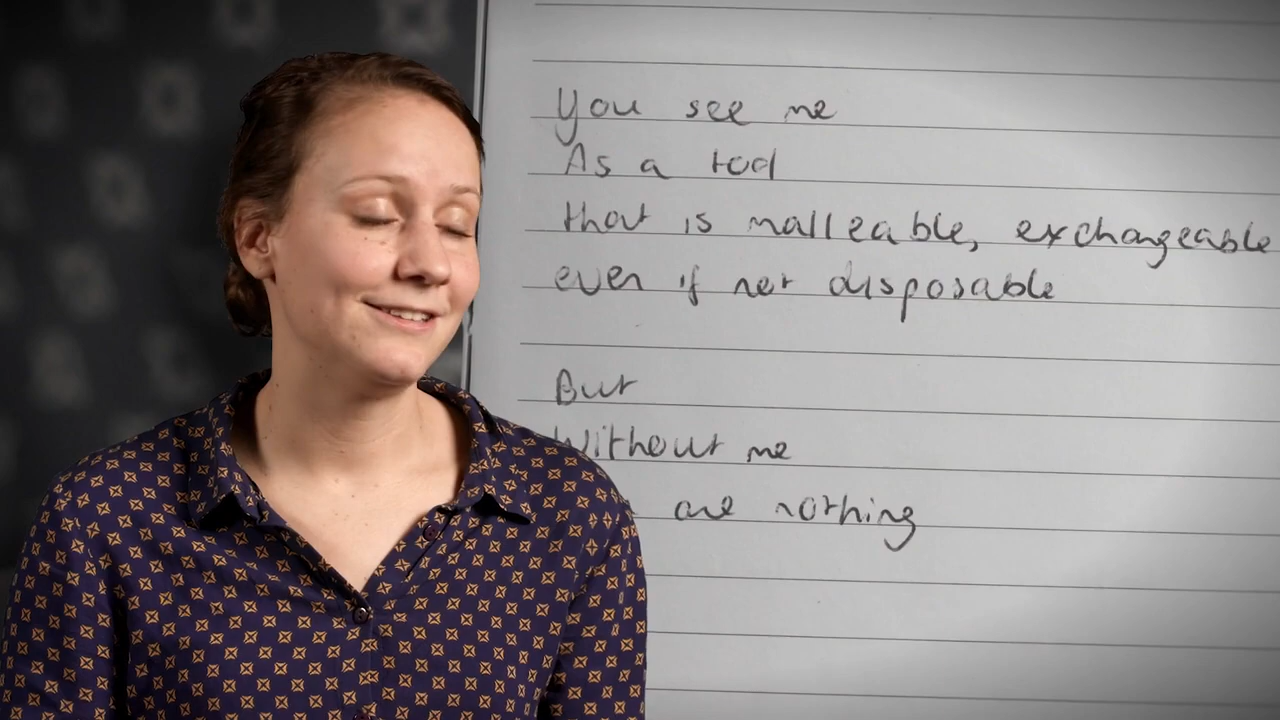 You see me
As a tool
that is malleable, exchangeable
even if not disposable
But
Without me
are nothing